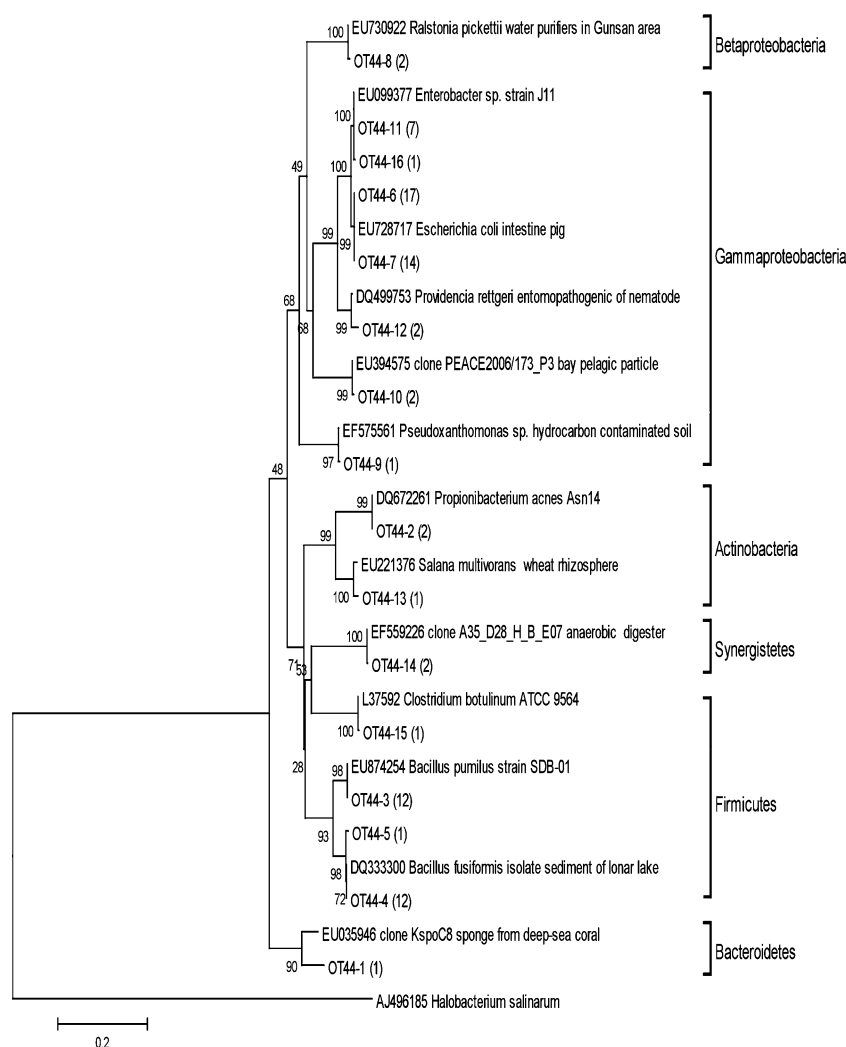 EU730922 Ralstonia pickettii water purifiers in Gunsan area
100
Betaproteobacteria
OT44-8 (2)
EU099377 Enterobacter sp. strain J11
100
OT44-11 (7)
OT44-16 (1)
49
100
OT44-6 (17)
EU728717 Escherichia coli intestine pig
99
99
Gammaproteobacteria
OT44-7 (14)
DQ499753 Providencia rettgeri entomopathogenic of nematode
68
68
99
OT44-12 (2)
EU394575 clone PEACE2006/173_P3 bay pelagic particle
99
OT44-10 (2)
EF575561 Pseudoxanthomonas sp. hydrocarbon contaminated soil
97
OT44-9 (1)
48
DQ672261 Propionibacterium acnes Asn14
99
OT44-2 (2)
99
Actinobacteria
EU221376 Salana multivorans wheat rhizosphere
100
OT44-13 (1)
EF559226 clone A35_D28_H_B_E07 anaerobic digester
100
Synergistetes
OT44-14 (2)
71
53
L37592 Clostridium botulinum ATCC 9564
100
OT44-15 (1)
28
EU874254 Bacillus pumilus strain SDB-01
98
OT44-3 (12)
Firmicutes
93
OT44-5 (1)
DQ333300 Bacillus fusiformis isolate sediment of lonar lake
98
72
OT44-4 (12)
EU035946 clone KspoC8 sponge from deep-sea coral
Bacteroidetes
90
OT44-1 (1)
AJ496185 Halobacterium salinarum
0.2